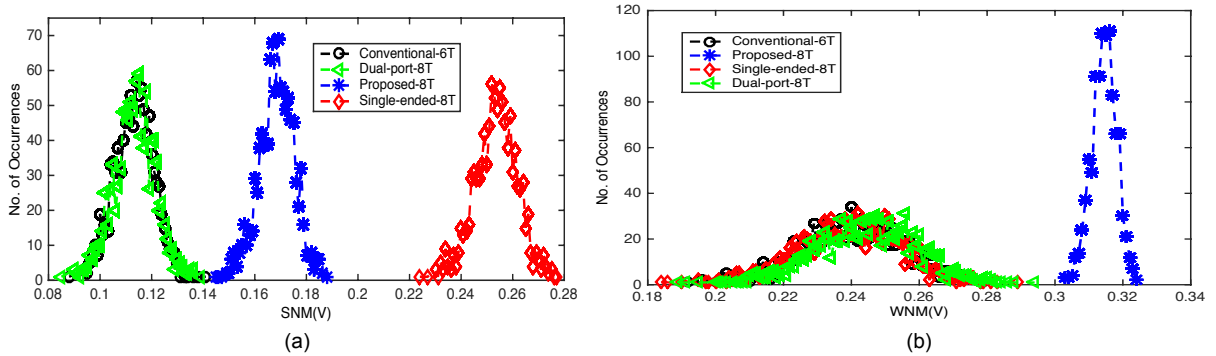 70
60
50
40
30
20
10
0
No. of Occurrences
Conventional-6T
Dual-port-8T
Proposed-8T
Single-ended-8T
0.08 0.1 0.12 0.14 0.16 0.18 0.2 0.22 0.24 0.26 0.28
SNM(V)
(a)
120
100
80
60
40
20
0
No. of Occurrences
Conventional-6T
Proposed-8T
Single-ended-8T
Dual-port-8T
0.18 0.2 0.22 0.24 0.26 0.28 0.3 0.32 0.34
WNM(V)
(b)